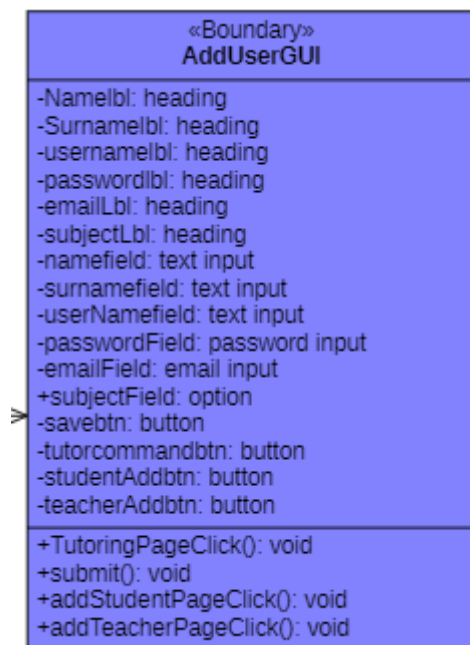 «Boundary»
AddUserGUI
-Namelbl: heading
-Surnamelbl: heading
-usernamelbl: heading
-passwordlbl: heading
-emailLbl: heading
-subjectLbl: heading
-namefield: text input
-surnamefield: text input
-userNamefield: text input
-passwordField: password input
-emailField: email input
+subjectField: option
-savebtn: button
-tutorcommandbtn: button
-studentAddbtn: button
-teacherAddbtn: button
+TutoringPageClick(): void
+submit(): void
+addStudentPageClick(): void
+addTeacherPageClick(): void